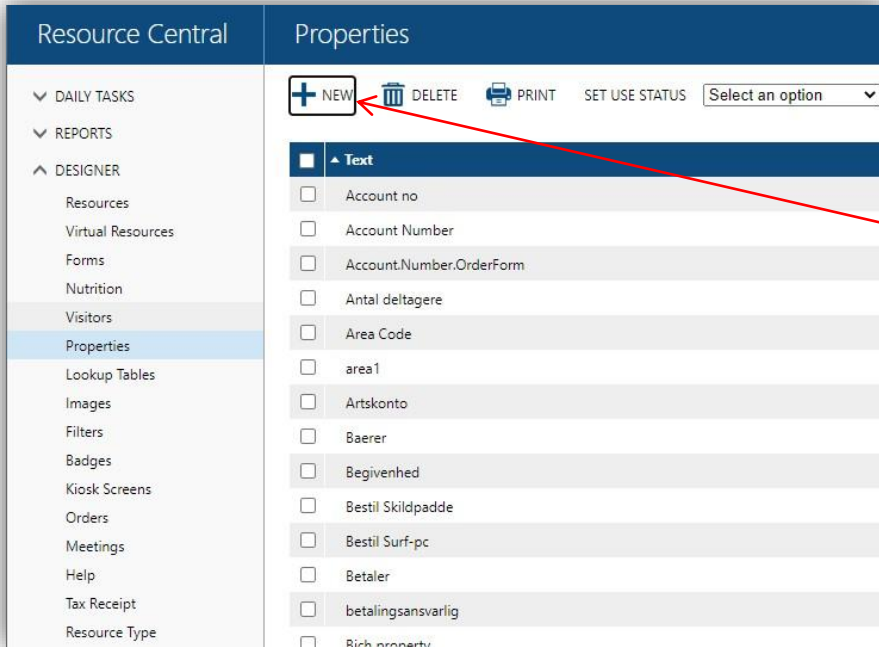 Resource Central
Properties
DAILY TASKS
REPORTS
DESIGNER
Resources
Virtual Resources
Forms
Nutrition
Visitors
Properties
Lookup Tables
Images
Filters
Badges
Kiosk Screens
Orders
Meetings
Help
Tax Receipt
Resource Type
NEW DELETE PRINT SET USE STATUS Select an option
Text
Account no
Account Number
Account.Number.OrderForm
Antal deltagere
Area Code
area1
Artskonto
Baerer
Begivenhed
Bestil Skildpadde
Bestil Surf-pc
Betaler
betalingsansvarlig
Rich property